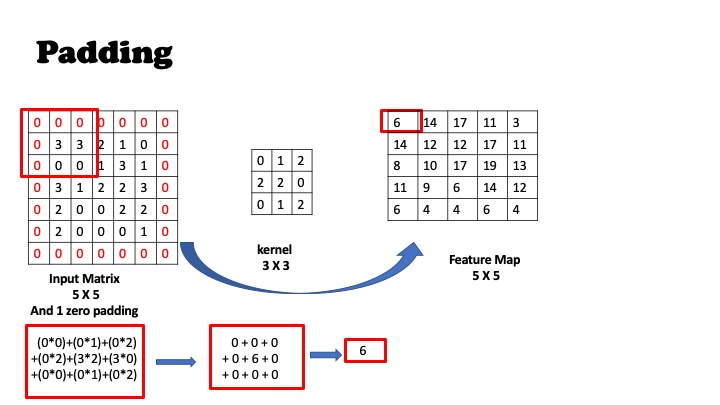 Padding
0 0 0 0 0 0 0
0 3 3 2 1 0 0
0 0 0 1 3 1 0
0 3 1 2 2 3 0
0 2 0 0 2 2 0
0 2 0 0 0 1 0
0 0 0 0 0 0 0
Input Matrix
5 X 5
And 1 zero padding
0 1 2
2 2 0
0 1 2
kernel
3 X 3
6 14 17 11 3
14 12 12 17 11
8 10 17 19 13
11 9 6 14 12
6 4 4 6 4
Feature Map
5 X 5
(0*0)+(0*1)+(0*2)
+(0*2)+(3*2)+(3*0)
+(0*0)+(0*1)+(0*2)
0 + 0 + 0
+ 0 + 6 + 0
+ 0 + 0 + 0
6